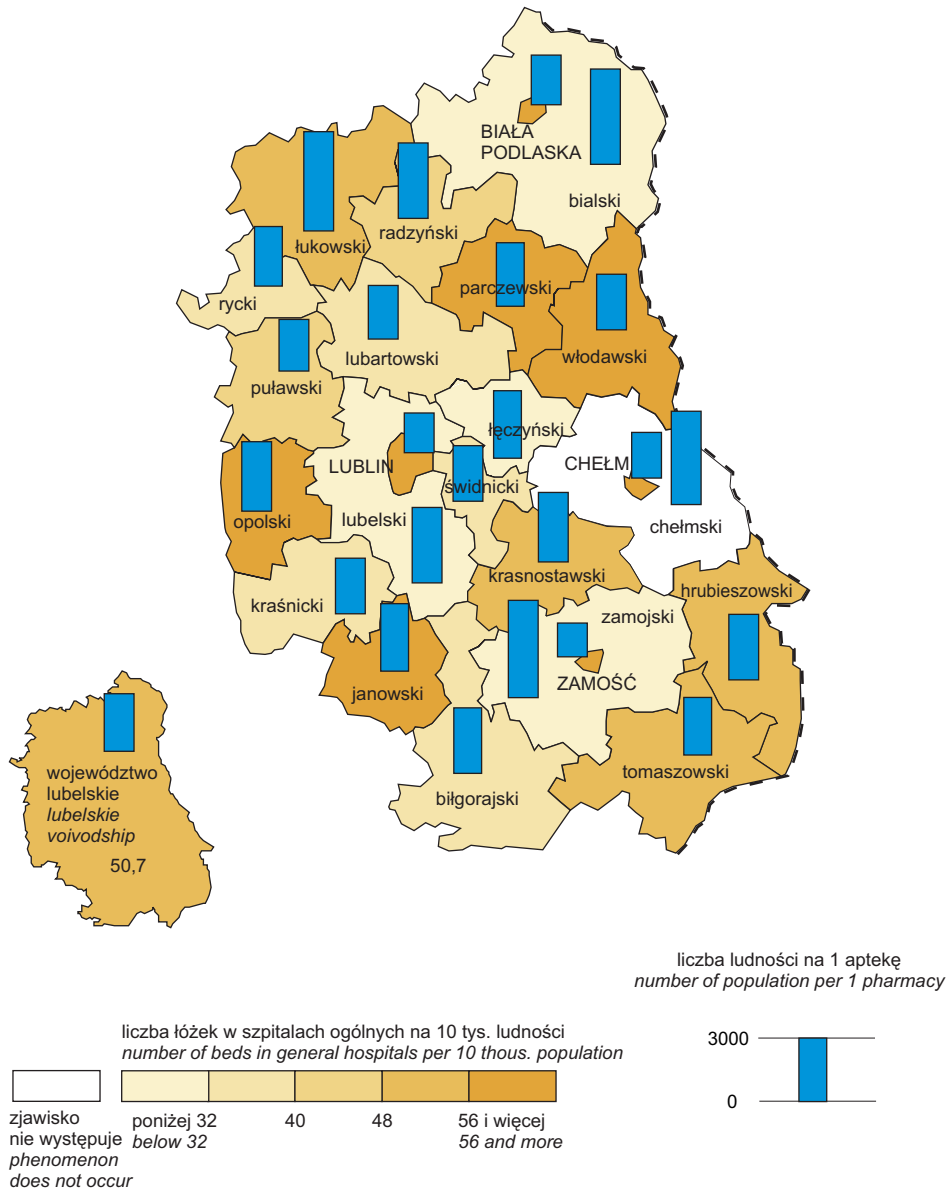 BIAŁA
PODLASKA
bialski
łukowski
radzyński
parczewski
rycki
lubartowski
włodawski
puławski
łęczyński
LUBLIN
CHEŁM
świdnicki
opolski
lubelski
chełmski
krasnostawski
hrubieszowski
kraśnicki
zamojski
janowski
ZAMOŚĆ
tomaszowski
biłgorajski
województwo
lubelskie
lubelskie
voivodship
50,7
liczba ludności na 1 aptekę
number of population per 1 pharmacy
3000
0
liczba łóżek w szpitalach ogólnych na 10 tys. ludności
number of beds in general hospitals per 10 thous. population
zjawisko
nie występuje
phenomenon
does not occur
poniżej 32
below 32
40
48
56 i więcej
56 and more